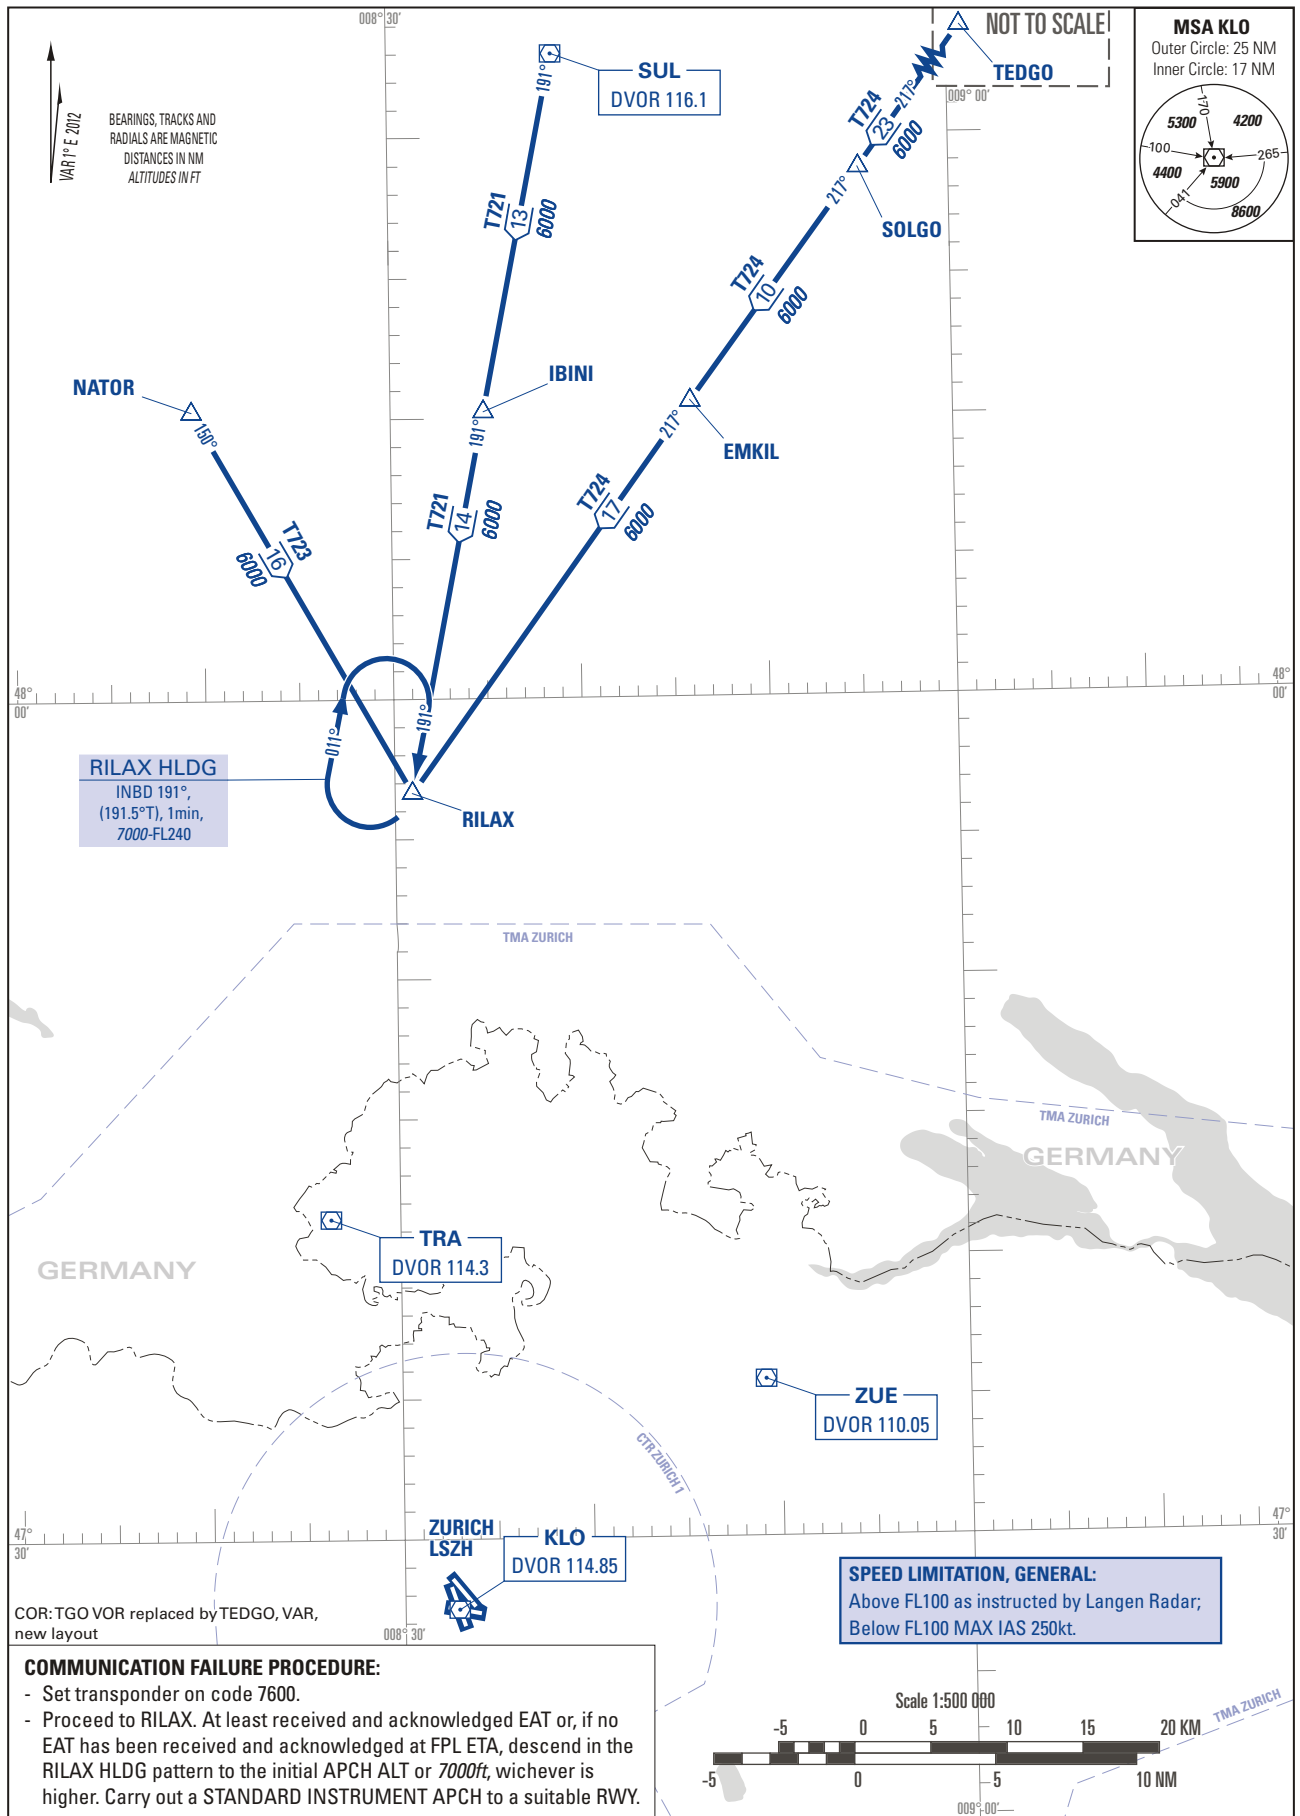 008° 30'
NOT TO SCALE
TEDGO
009° 00'
MSA KLO
Outer Circle: 25 NM
Inner Circle: 17 NM
170
5300
4200
100
265
4400
5900
041
8600
VAR 1° E 2012
BEARINGS, TRACKS AND
RADIALS ARE MAGNETIC
DISTANCES IN NM
ALTITUDES IN FT
SUL
DVOR 116.1
191°
217°
T724
23
6000
217°
SOLGO
T721
13
6000
T724
10
6000
NATOR
150°
IBINI
191°
217°
EMKIL
T723
16
6000
T721
14
6000
T724
17
6000
48°
00'
48°
00'
011°
191°
RILAX HLDG
INBD 191°,
(191.5°T), 1min,
7000-FL240
RILAX
TMA ZURICH
TMA ZURICH
GERMANY
TRA
DVOR 114.3
GERMANY
ZUE
DVOR 110.05
CTR ZURICH 1
47°
30'
47°
30'
ZURICH
LSZH
KLO
DVOR 114.85
SPEED LIMITATION, GENERAL:
Above FL100 as instructed by Langen Radar;
Below FL100 MAX IAS 250kt.
COR: TGO VOR replaced by TEDGO, VAR,
new layout
008° 30'
COMMUNICATION FAILURE PROCEDURE:
- Set transponder on code 7600.
- Proceed to RILAX. At least received and acknowledged EAT or, if no
EAT has been received and acknowledged at FPL ETA, descend in the
RILAX HLDG pattern to the initial APCH ALT or 7000ft, wichever is
higher. Carry out a STANDARD INSTRUMENT APCH to a suitable RWY.
Scale 1:500 000
TMA ZURICH
-5 0 5 10 15 20 KM
-5 0 5 10 NM
009° 00'